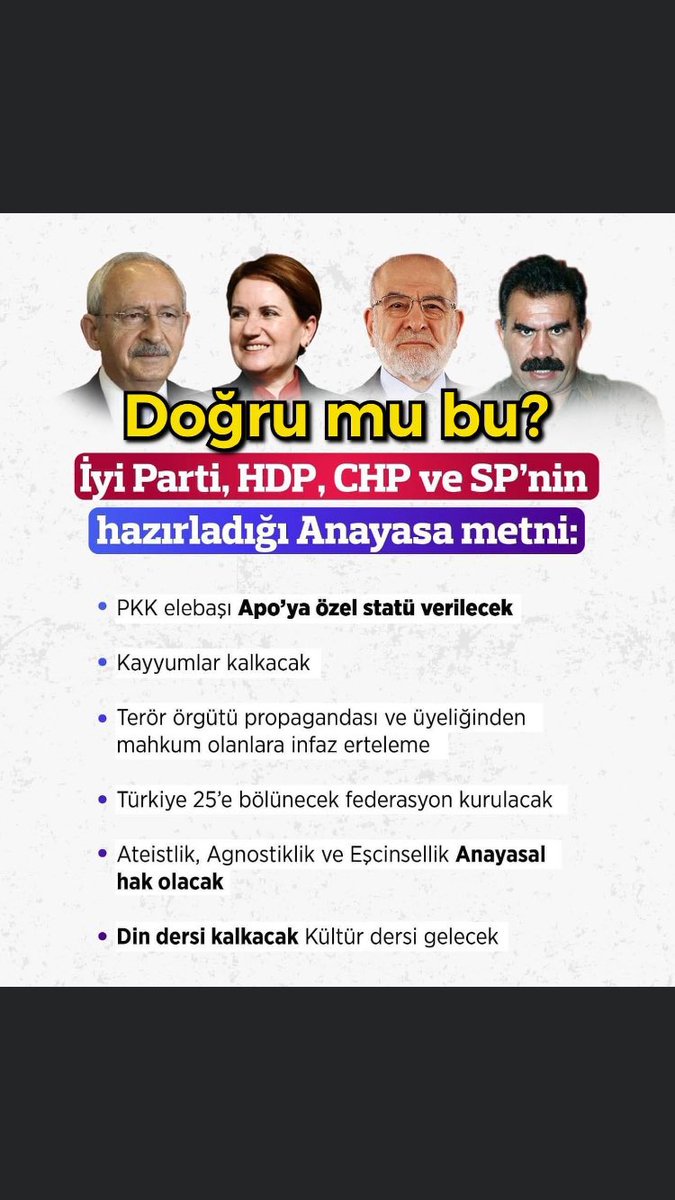 Doğru mu bu?
İyi Parti, HDP, CHP ve SP’nin
hazırladığı Anayasa metni:
• PKK elebaşı Apo’ya özel statü verilecek
• Kayyumlar kalkacak
• Terör örgütü propagandası ve üyeliğinden
mahkum olanlara infaz erteleme
• Türkiye 25’e bölünecek federasyon kurulacak
• Ateistlik, Agnostiklik ve Eşcinsellik Anayasal
hak olacak
• Din dersi kalkacak Kültür dersi gelecek